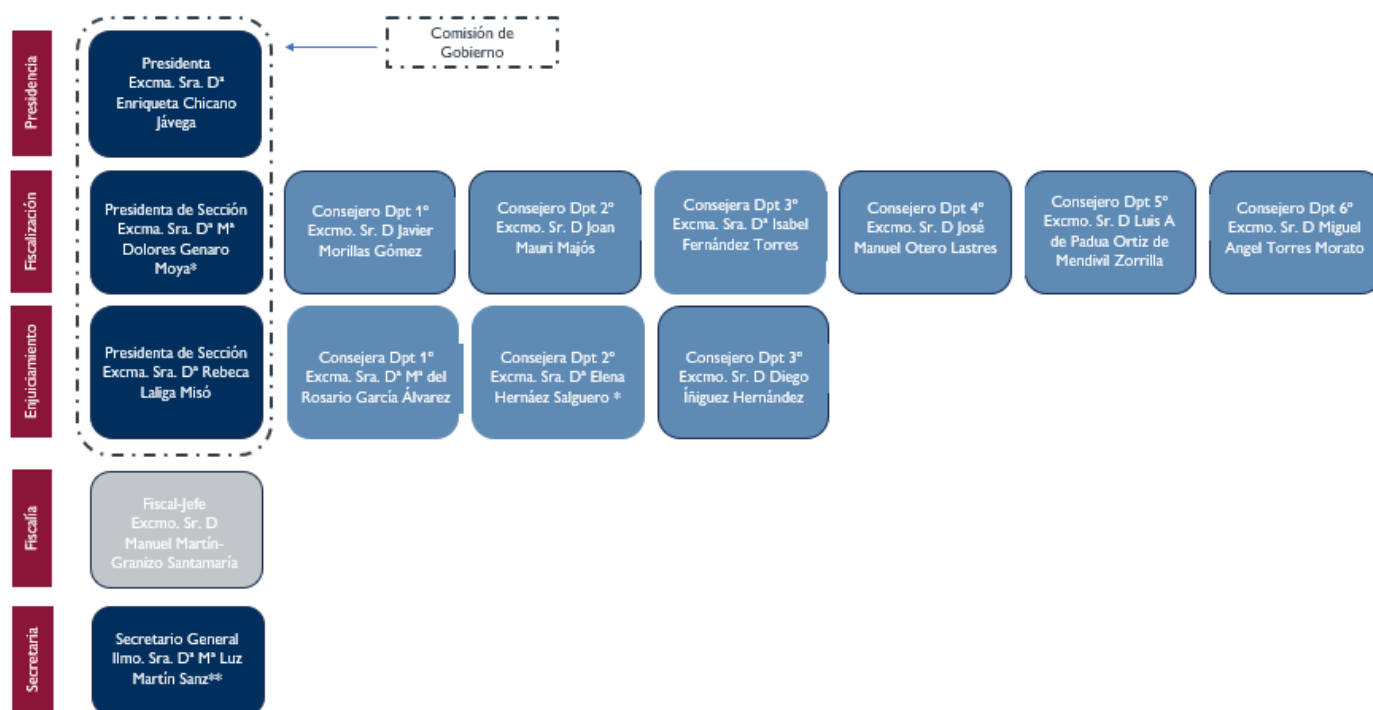 Comisión de
Gobierno
Presidencia
Presidenta
Excma. Sra. Dª
Enriqueta Chicano
Jávega
Fiscalización
Presidenta de Sección
Excma. Sra. Dª Mª
Dolores Genaro
Moya*
Consejero Dpt 1º
Excmo. Sr. D Javier
Morillas Gómez
Consejero Dpt 2º
Excmo. Sr. D Joan
Mauri Majós
Consejera Dpt 3º
Excma. Sra. Dª Isabel
Fernández Torres
Consejero Dpt 4º
Excmo. Sr. D José
Manuel Otero Lastres
Consejero Dpt 5º
Excmo. Sr. D Luis A
de Padua Ortiz de
Mendivil Zorrilla
Consejero Dpt 6º
Excmo. Sr. D Miguel
Angel Torres Morato
Enjuiciamiento
Presidenta de Sección
Excma. Sra. Dª Rebeca
Laliga Misó
Consejera Dpt 1º
Excma. Sra. Dª Mª del
Rosario García Álvarez
Consejera Dpt 2º
Excma. Sra. Dª Elena
Hernáez Salguero *
Consejero Dpt 3º
Excmo. Sr. D Diego
Íñiguez Hernández
Fiscalía
Fiscal-Jefe
Excmo. Sr. D
Manuel Martín-
Granizo Santamaría
Secretaria
Secretario General
Ilmo. Sra. Dª Mª Luz
Martín Sanz**